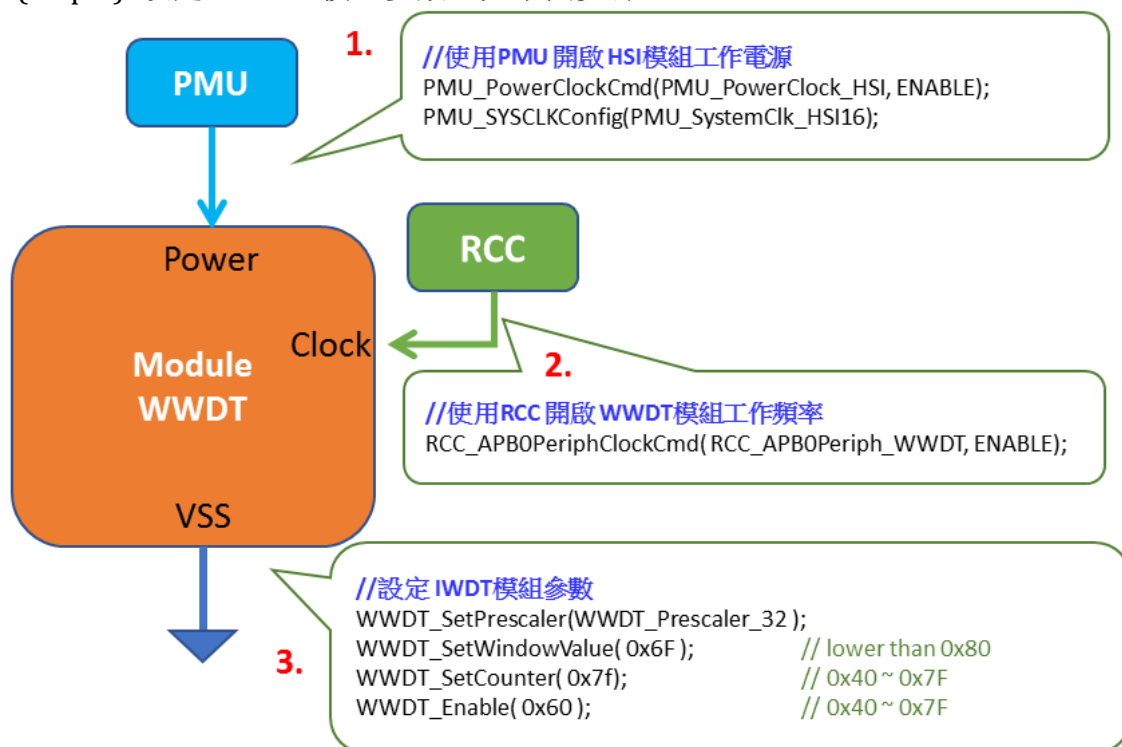 PMU
1.
//使用PMU 開啟 HSI模組工作電源
PMU_PowerClockCmd(PMU_PowerClock_HSI, ENABLE);
PMU_SYSCLKConfig(PMU_SystemClk_HSI16);
Power
RCC
Clock
Module
WWDT
2.
//使用RCC 開啟 WWDT模組工作頻率
RCC_APB0PeriphClockCmd( RCC_APB0Periph_WWDT, ENABLE);
VSS
3.
//設定 IWDT模組參數
WWDT_SetPrescaler(WWDT_Prescaler_32 );
WWDT_SetWindowValue( 0x6F ); // lower than 0x80
WWDT_SetCounter( 0x7f); // 0x40 ~ 0x7F
WWDT_Enable( 0x60 ); // 0x40 ~ 0x7F